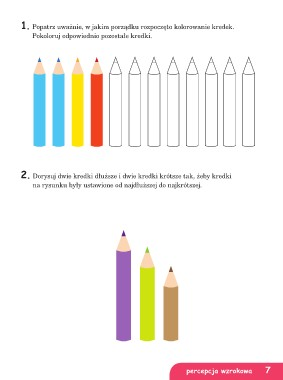 1. Popatrz uważnie, w jakim porządku rozpoczęto kolorowanie kredek.
Pokoloruj odpowiednio pozostałe kredki.
2. Dorysuj dwie kredki dłuższe i dwie kredki krótsze tak, żeby kredki
na rysunku były ustawione od najdłuższej do najkrótszej.
percepcja wzrokowa 7